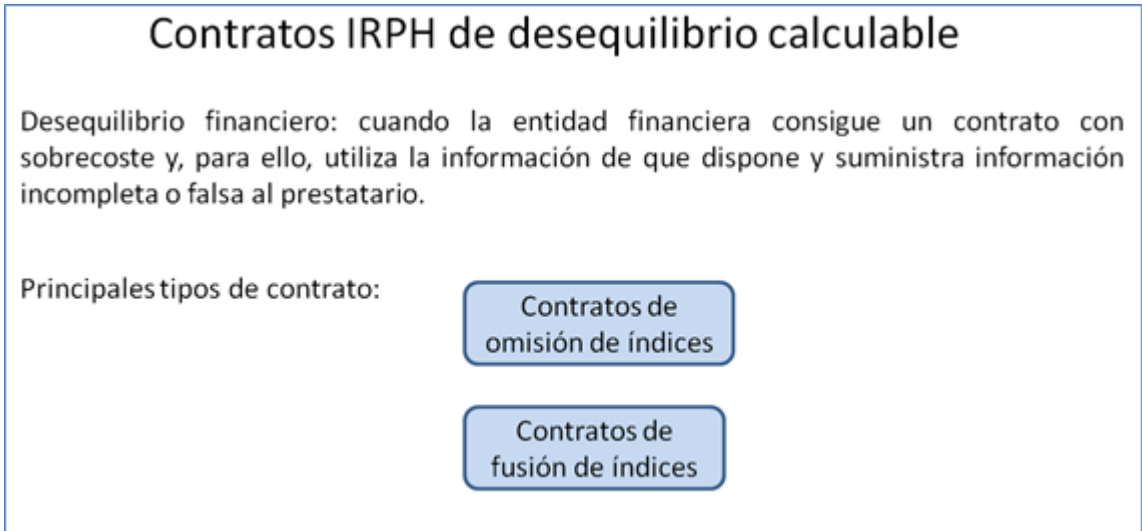 Contratos IRPH de desequilibrio calculable
Desequilibrio financiero: cuando la entidad financiera consigue un contrato con
sobrecoste y, para ello, utiliza la información de que dispone y suministra información
incompleta o falsa al prestatario.
Principales tipos de contrato:
Contratos de
omisión de índices
Contratos de
fusión de índices